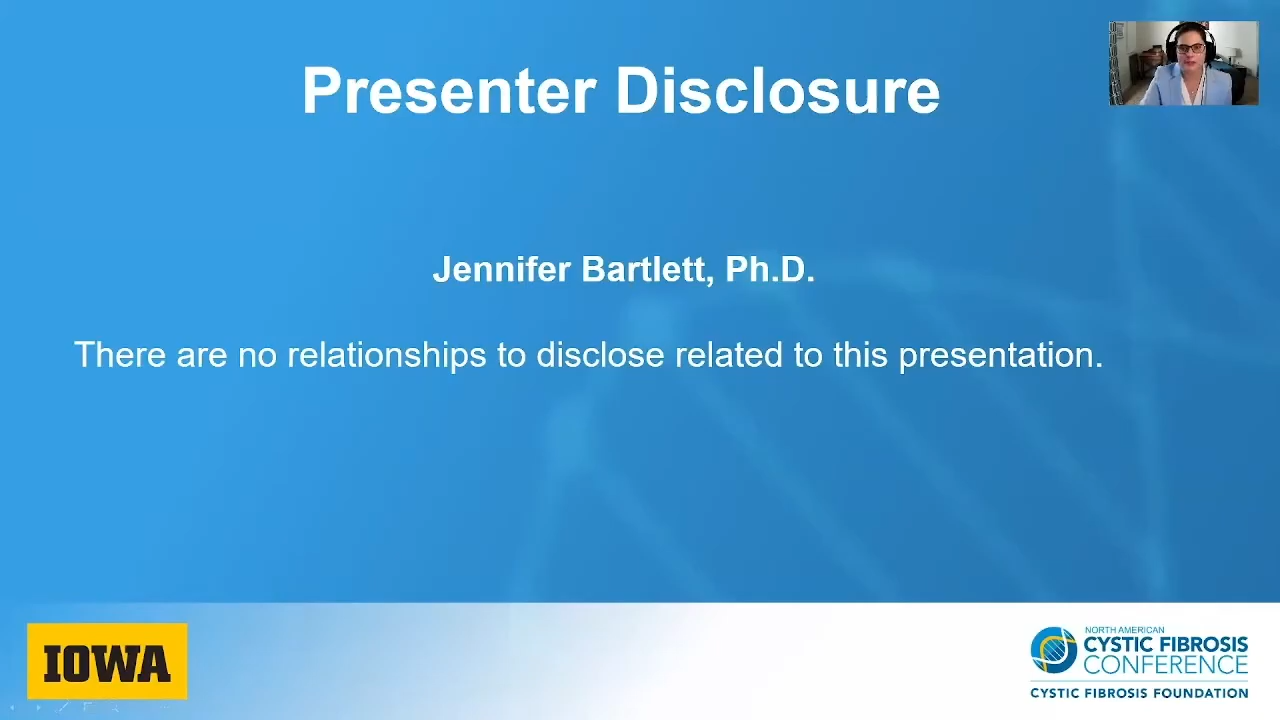 Presenter Disclosure
Jennifer Bartlett, Ph.D.
There are no relationships to disclose related to this presentation.
IOWA
NORTH AMERICAN
CYSTIC FIBROSIS
CONFERENCE
CYSTIC FIBROSIS FOUNDATION